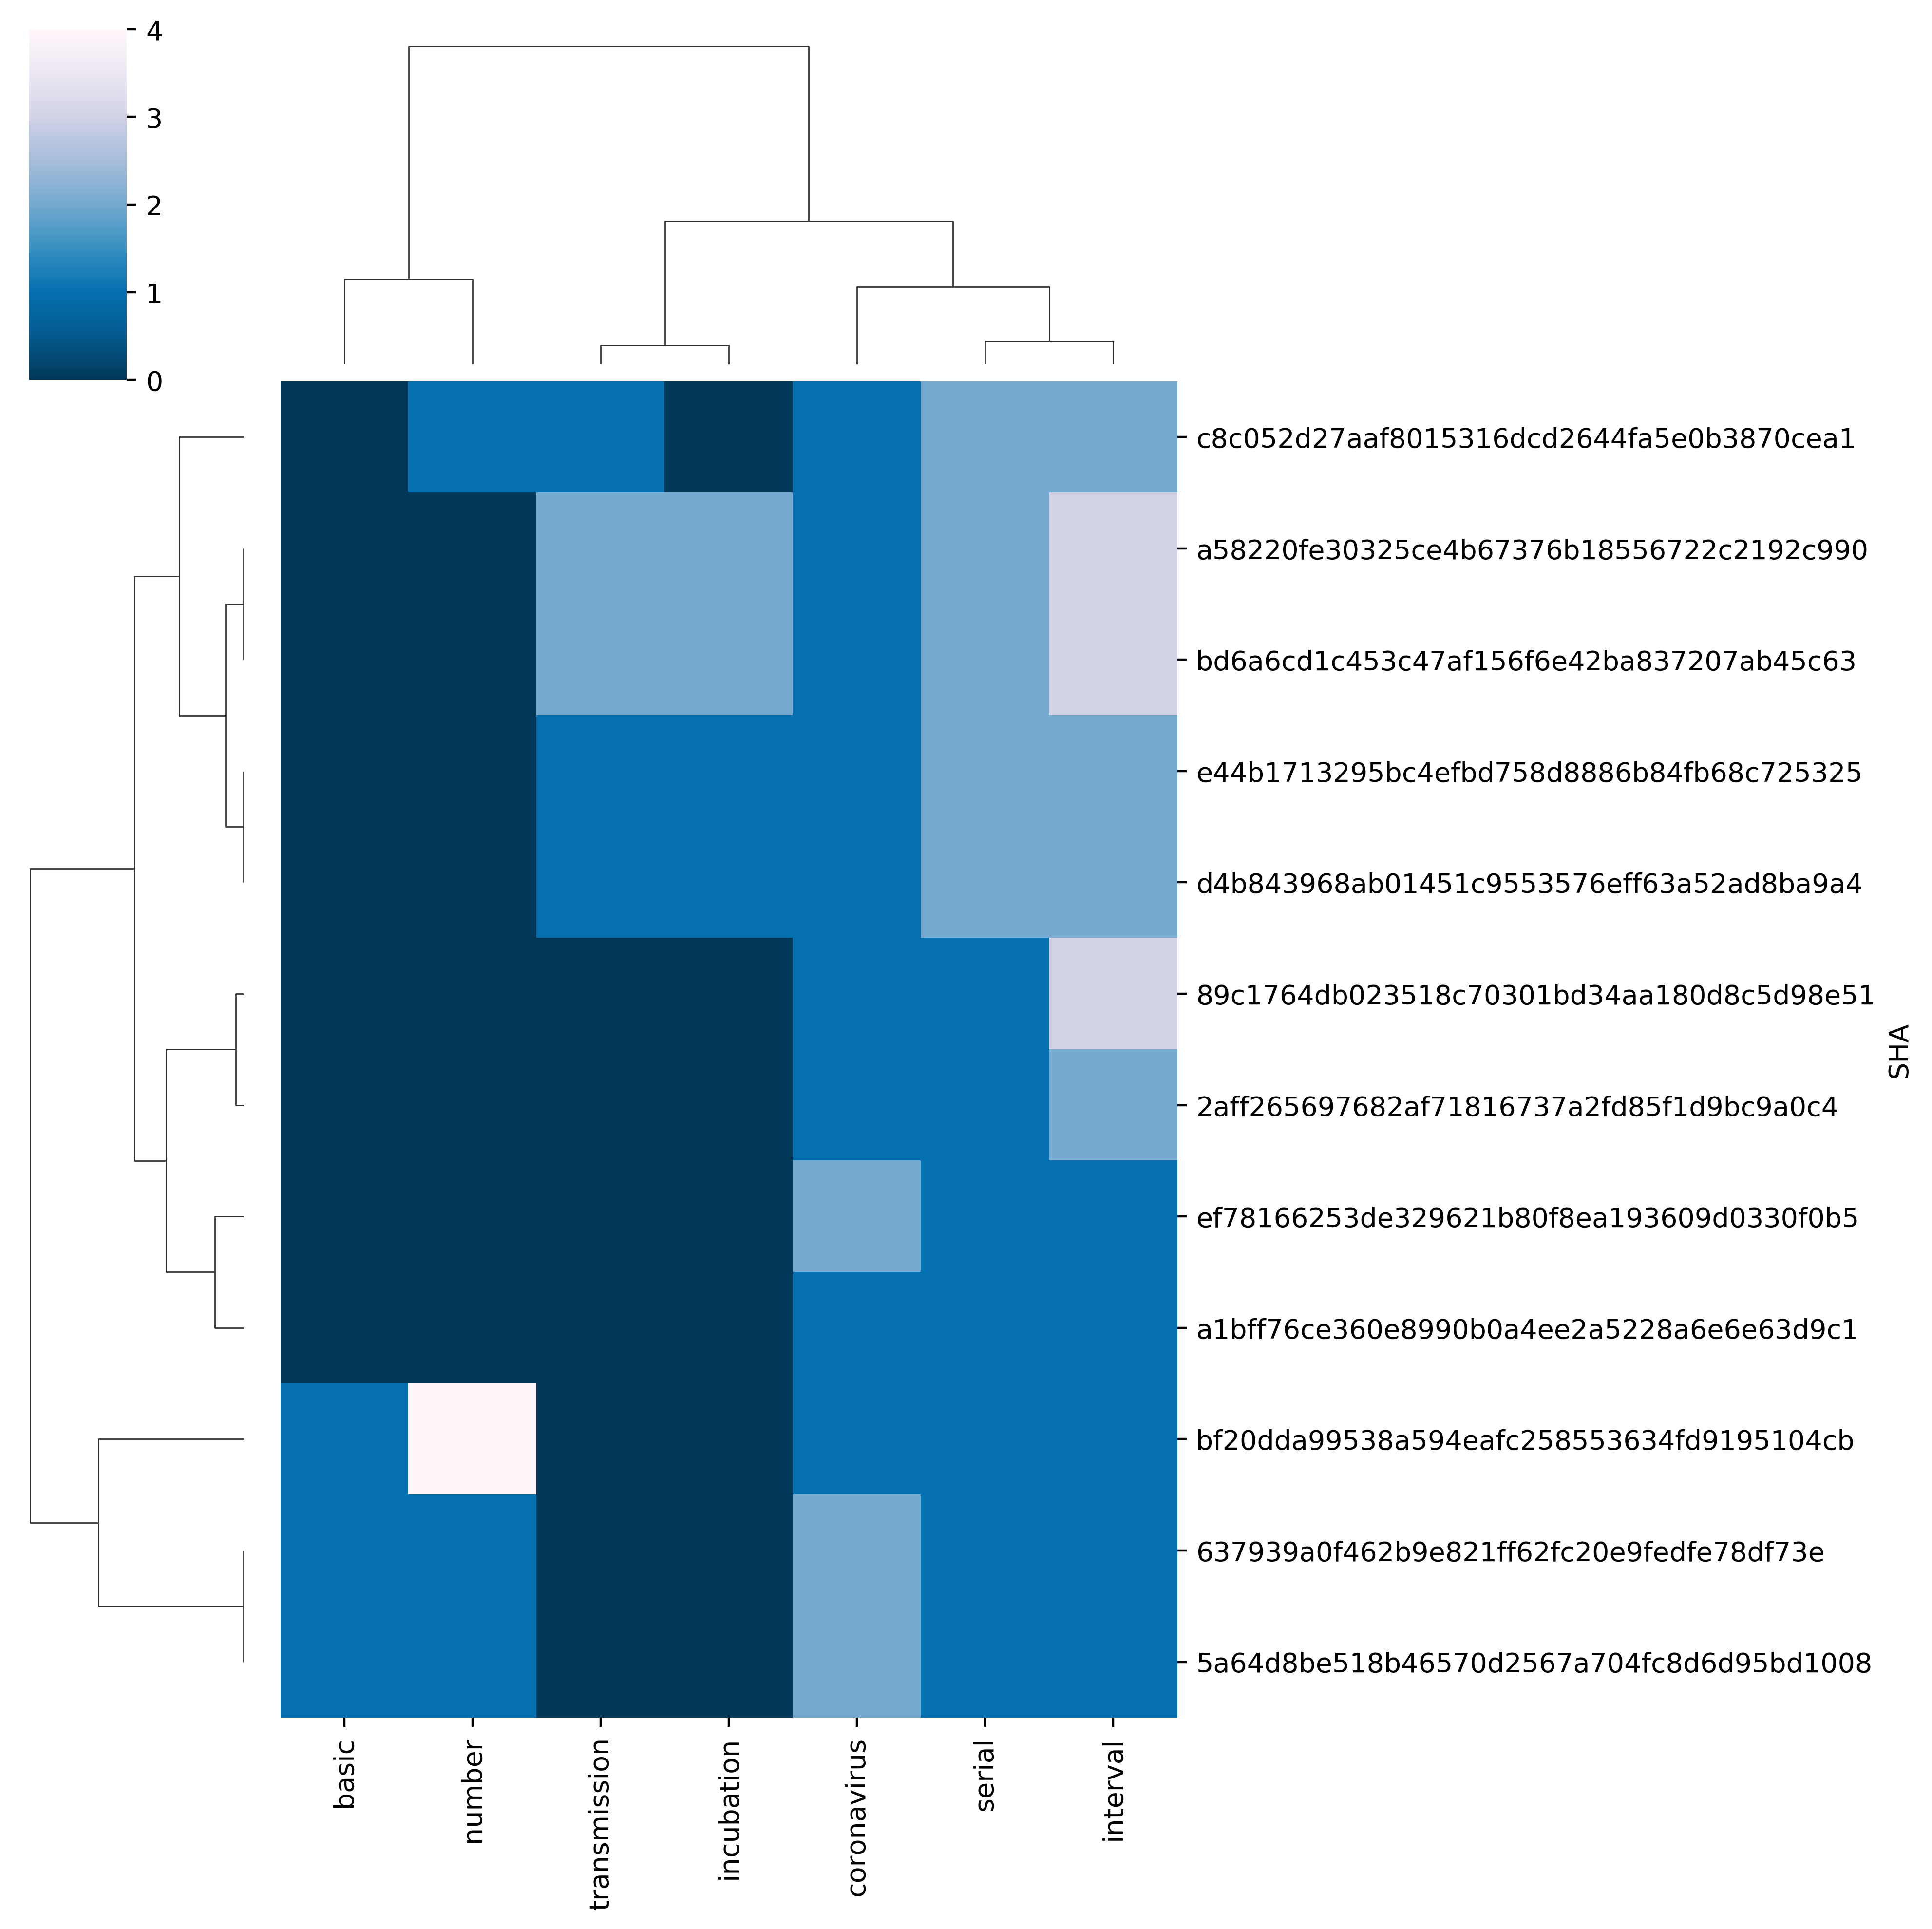 4
3
2
1
0
c8c052d27aaf8015316dcd2644fa5e0b3870cea1
a58220fe30325ce4b67376b18556722c2192c990
bd6a6cd1c453c47af156f6e42ba837207ab45c63
e44b1713295bc4efbd758d8886b84fb68c725325
d4b843968ab01451c9553576eff63a52ad8ba9a4
89c1764db023518c70301bd34aa180d8c5d98e51
2aff265697682af71816737a2fd85f1d9bc9a0c4
ef78166253de329621b80f8ea193609d0330f0b5
a1bff76ce360e8990b0a4ee2a5228a6e6e63d9c1
bf20dda99538a594eafc258553634fd9195104cb
637939a0f462b9e821ff62fc20e9fedfe78df73e
5a64d8be518b46570d2567a704fc8d6d95bd1008
SHA
basic
number
transmission
incubation
coronavirus
serial
interval